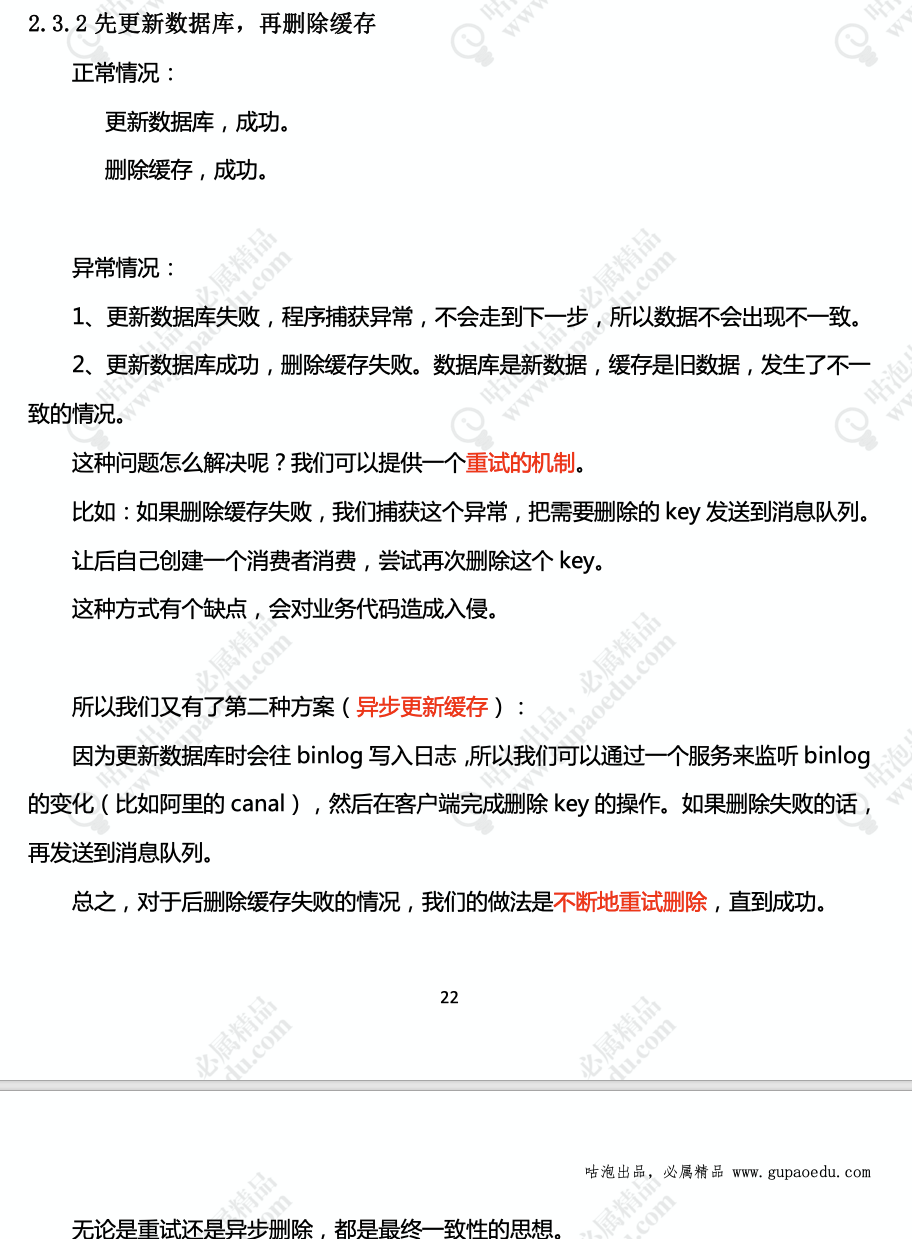 2.3.2 先更新数据库，再删除缓存
正常情况：
更新数据库，成功。
删除缓存，成功。
异常情况：
1、更新数据库失败，程序捕获异常，不会走到下一步，所以数据不会出现不一致。
2、更新数据库成功，删除缓存失败。数据库是新数据，缓存是旧数据，发生了不一
致的情况。
这种问题怎么解决呢？我们可以提供一个重试的机制。
比如：如果删除缓存失败，我们捕获这个异常，把需要删除的 key 发送到消息队列。
让后自己创建一个消费者消费，尝试再次删除这个 key。
这种方式有个缺点，会对业务代码造成入侵。
所以我们又有了第二种方案（异步更新缓存）：
因为更新数据库时会往 binlog 写入日志，所以我们可以通过一个服务来监听 binlog
的变化（比如阿里的 canal），然后在客户端完成删除 key 的操作。如果删除失败的话，
再发送到消息队列。
总之，对于后删除缓存失败的情况，我们的做法是不断地重试删除，直到成功。
22
咕泡出品，必属精品 www.gupaoedu.com
无论是重试还是异步删除，都是最终一致性的思想。